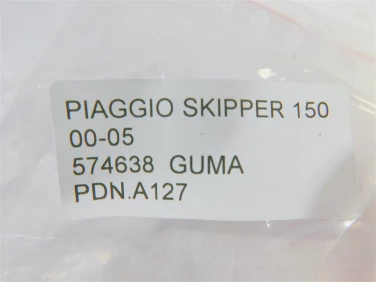 PIAGGIO SKIPPER 150
00-05
574638 GUMA
PDN.A127